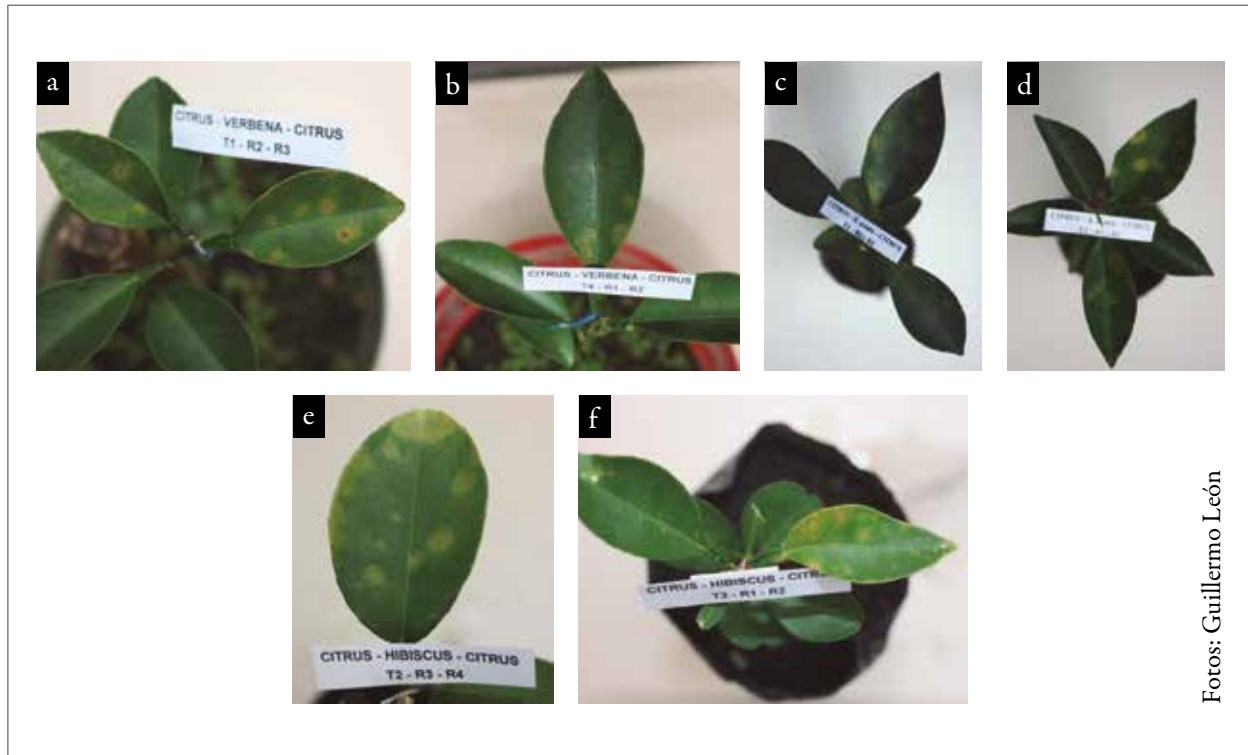 a
CITRUS - VERBENA - CITRUS
T1 - R2 - R3
b
CITRUS - VERBENA - CITRUS
T4 - R1 - R2
c
d
e
CITRUS - HIBISCUS - CITRUS
T2 - R3 - R4
f
CITRUS - HIBISCUS - CITRUS
T3 - R1 - R2
Fotos: Guillermo León